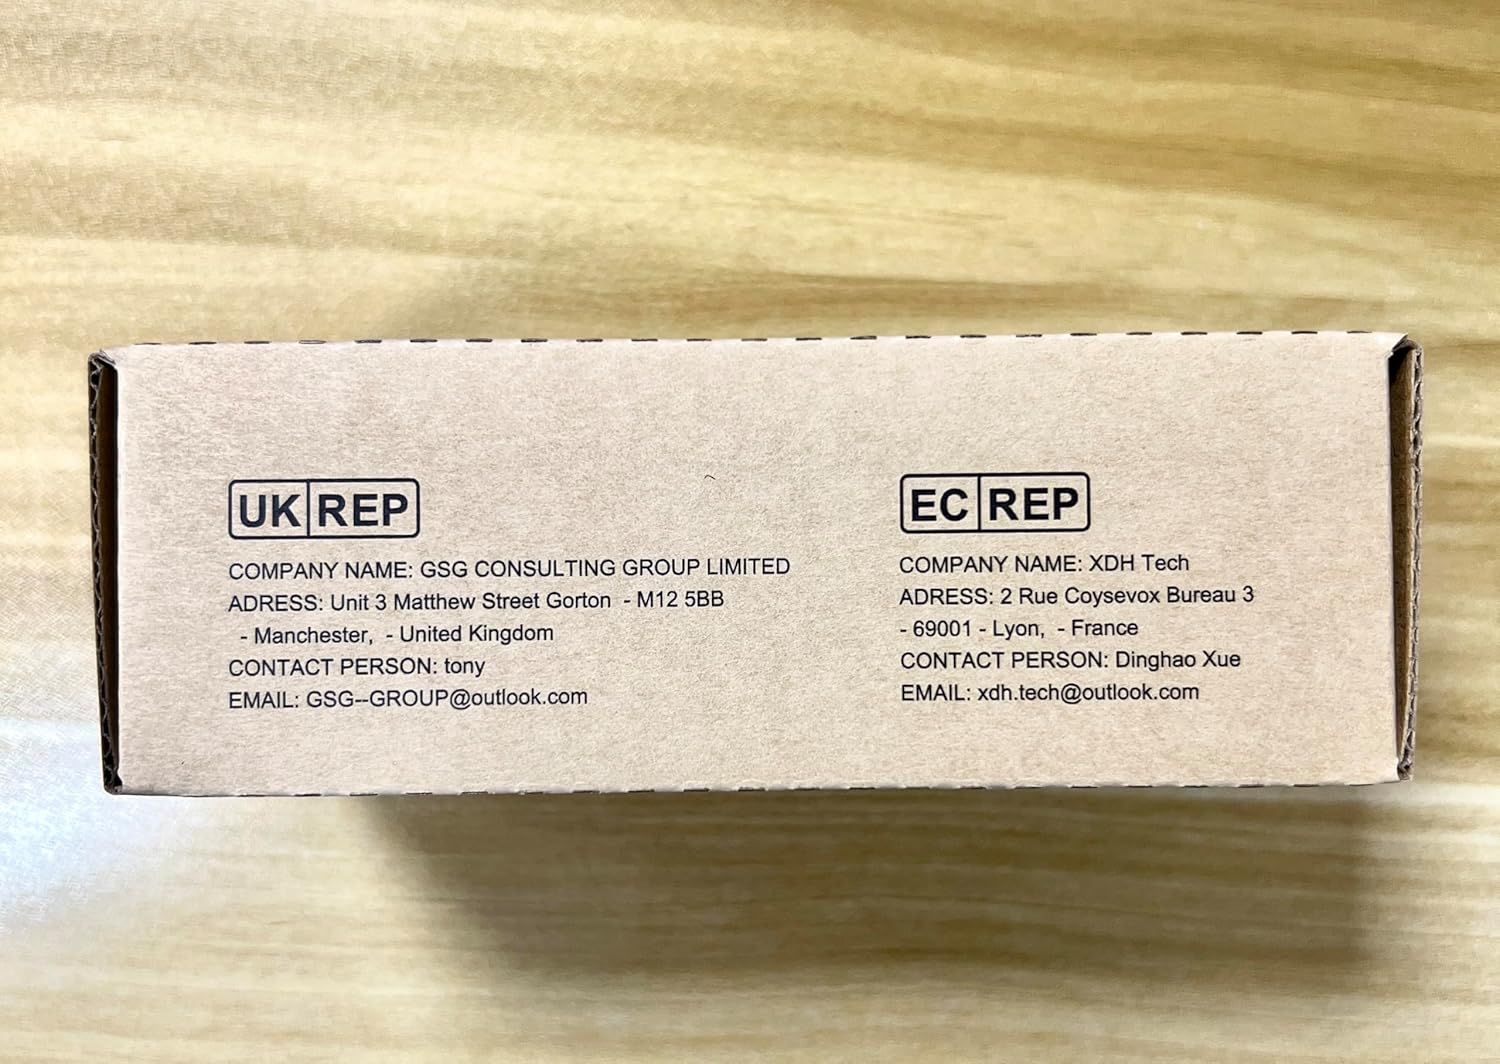 UK REP
COMPANY NAME: GSG CONSULTING GROUP LIMITED
ADRESS: Unit 3 Matthew Street Gorton - M12 5BB
- Manchester, - United Kingdom
CONTACT PERSON: tony
EMAIL: GSG--GROUP@outlook.com
EC REP
COMPANY NAME: XDH Tech
ADRESS: 2 Rue Coysevox Bureau 3
- 69001 - Lyon, - France
CONTACT PERSON: Dinghao Xue
EMAIL: xdh.tech@outlook.com